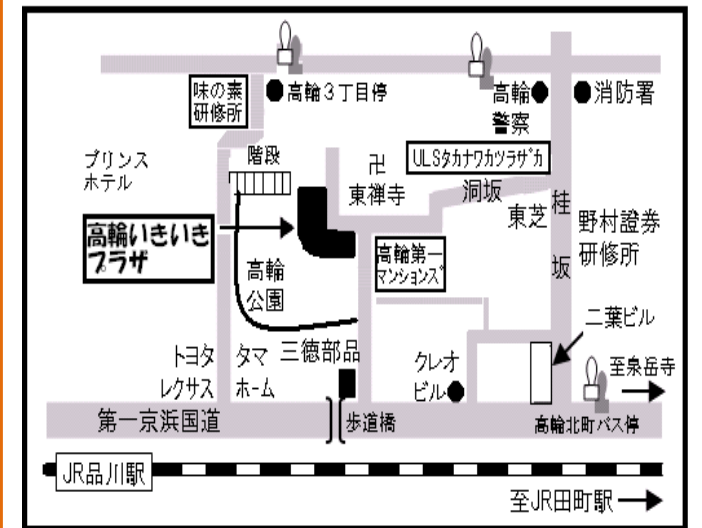 味の素
研修所
高輪3丁目停
高輪
警察
消防署
プリンス
ホテル
階段
卍
東禅寺
ULSタカナワカツラザカ
洞坂
東芝
桂
坂
野村證券
研修所
高輪いきいき
プラザ
高輪
公園
高輪第一
マンションズ
二葉ビル
トヨタ
レクサス
タマ
ホーム
三徳部品
クレオ
ビル
至泉岳寺
第一京浜国道
歩道橋
高輪北町バス停
JR品川駅
至JR田町駅